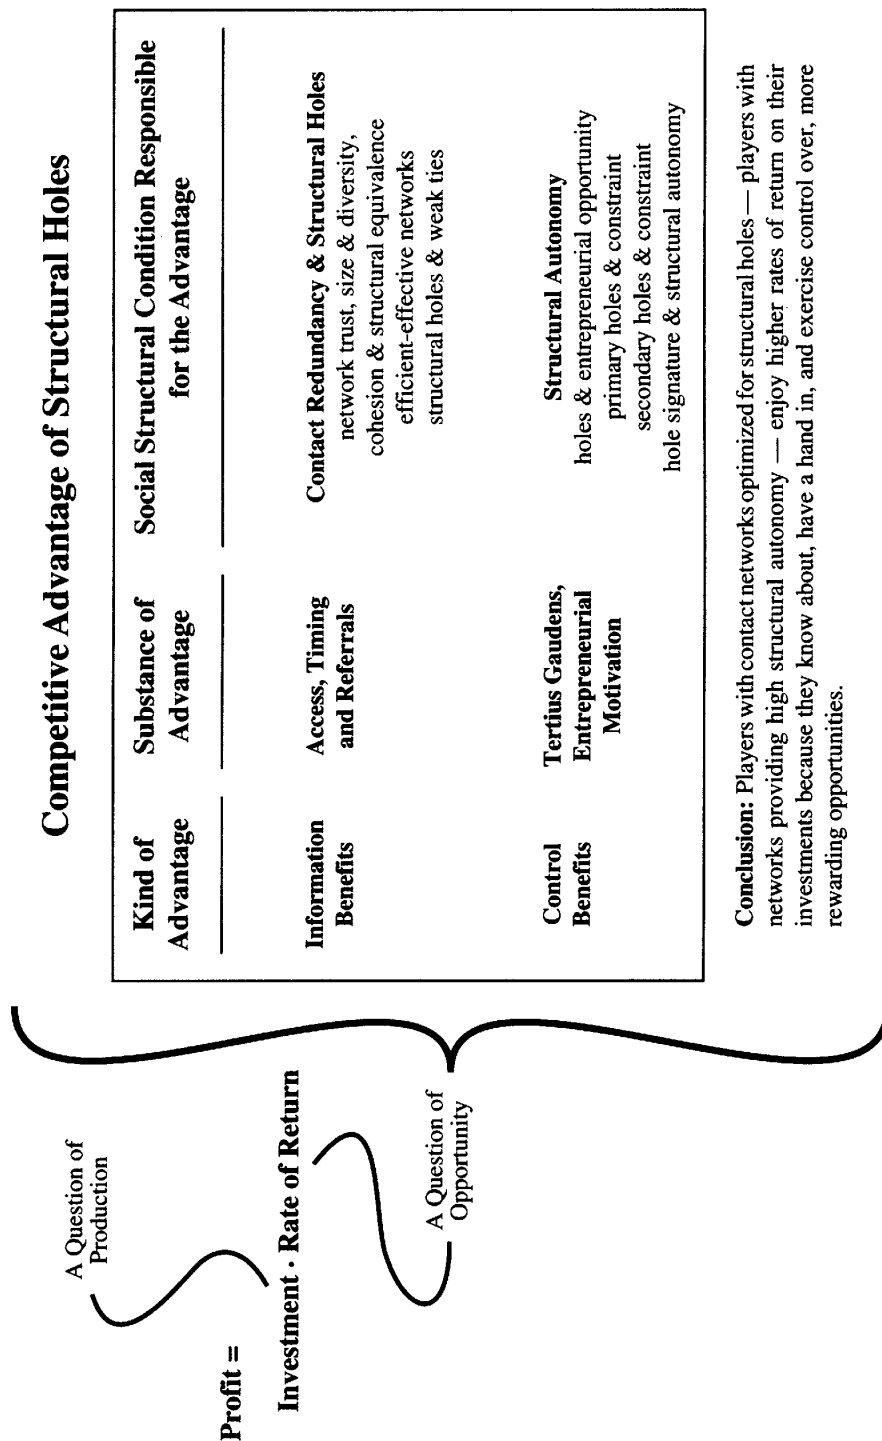 A Question of
Production
Profit =
Investment · Rate of Return
A Question of
Opportunity
Competitive Advantage of Structural Holes
Kind of
Advantage
Substance of
Advantage
Social Structural Condition Responsible
for the Advantage
Information
Benefits
Access, Timing
and Referrals
Contact Redundancy & Structural Holes
network trust, size & diversity,
cohesion & structural equivalence
efficient-effective networks
structural holes & weak ties
Control
Benefits
Tertius Gaudens,
Entrepreneurial
Motivation
Structural Autonomy
holes & entrepreneurial opportunity
primary holes & constraint
secondary holes & constraint
hole signature & structural autonomy
Conclusion: Players with contact networks optimized for structural holes — players with
networks providing high structural autonomy — enjoy higher rates of return on their
investments because they know about, have a hand in, and exercise control over, more
rewarding opportunities.